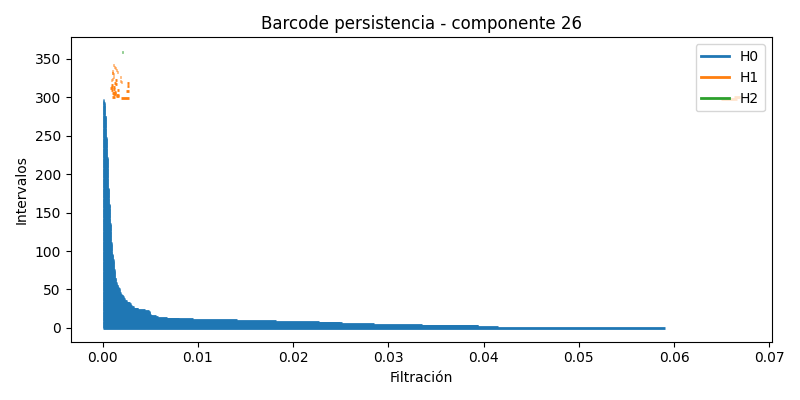 Barcode persistencia - componente 26
Intervalos
350
300
250
200
150
100
50
0
H0
H1
H2
0.00 0.01 0.02 0.03 0.04 0.05 0.06 0.07
Filtración